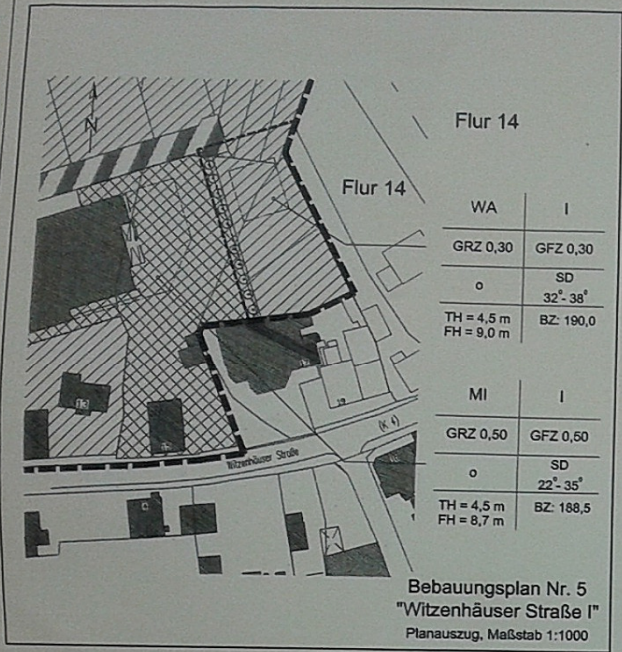 N
Flur 14
Flur 14
WA I
GRZ 0,30 GFZ 0,30
o SD
32°- 38°
TH = 4,5 m
FH = 9,0 m
BZ: 190,0
MI I
GRZ 0,50 GFZ 0,50
o SD
22°- 35°
TH = 4,5 m
FH = 8,7 m
BZ: 188,5
13
Witzenhäuser Straße
(K 4)
4
Bebauungsplan Nr. 5
"Witzenhäuser Straße I"
Planauszug, Maßstab 1:1000